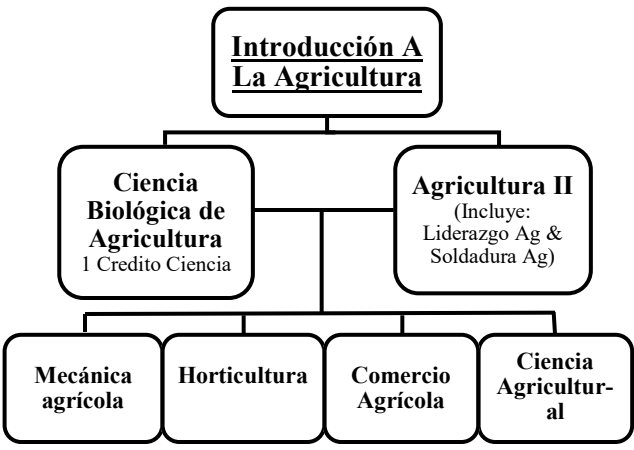 Introducción A
La Agricultura
Ciencia
Biológica de
Agricultura
1 Credito Ciencia
Agricultura II
(Incluye:
Liderazgo Ag &
Soldadura Ag)
Mecánica
agrícola
Horticultura
Comercio
Agrícola
Ciencia
Agricultur-
al